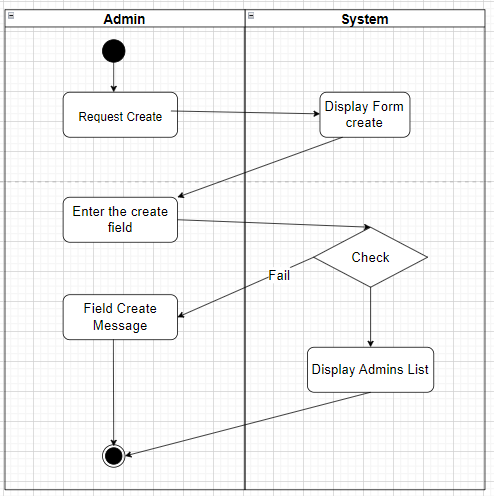 Admin
System
Request Create
Display Form
create
Enter the create
field
Check
Fail
Field Create
Message
Display Admins List